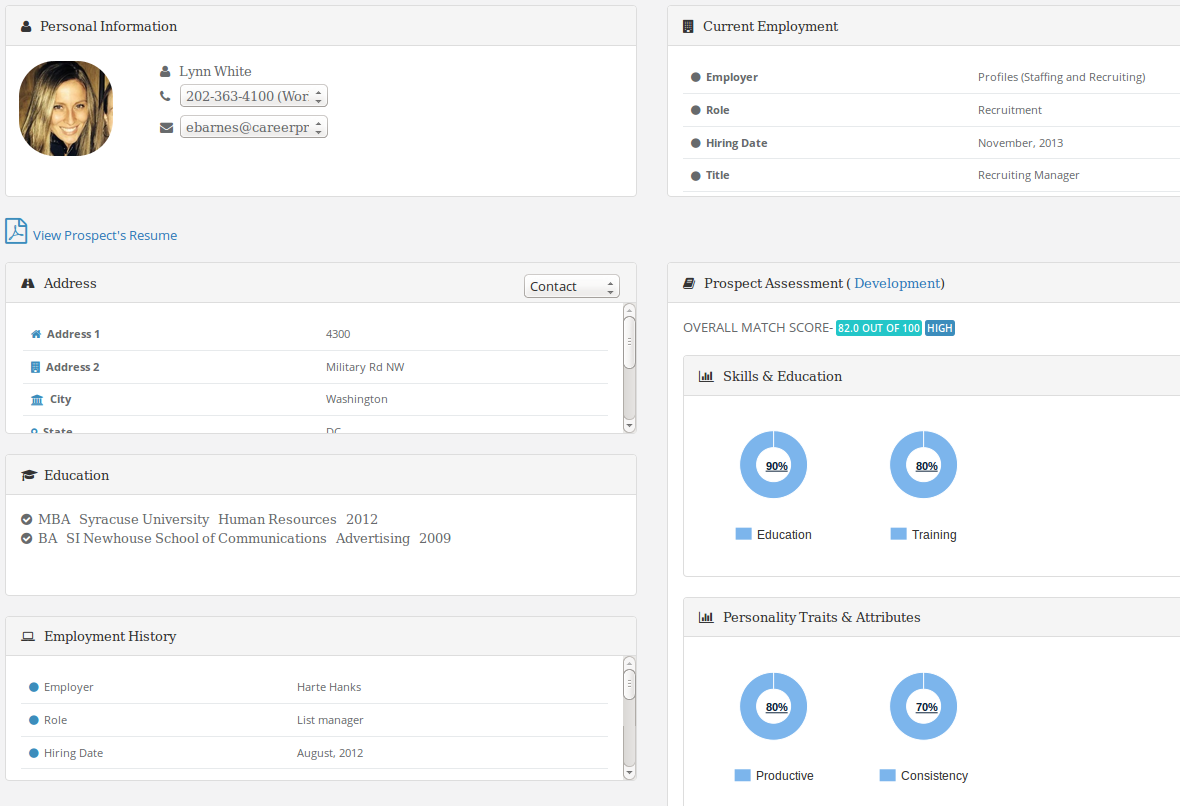 Personal Information
Lynn White
202-363-4100 (Wor
ebarnes@careerpr
Current Employment
Employer Profiles (Staffing and Recruiting)
Role Recruitment
Hiring Date November, 2013
Title Recruiting Manager
View Prospect's Resume
Address Contact
Address 1 4300
Address 2 Military Rd NW
City Washington
State DC
Education
MBA Syracuse University Human Resources 2012
BA SI Newhouse School of Communications Advertising 2009
Employment History
Employer Harte Hanks
Role List manager
Hiring Date August, 2012
Prospect Assessment ( Development)
OVERALL MATCH SCORE- 82.0 OUT OF 100 HIGH
Skills & Education
90% 80%
Education Training
Personality Traits & Attributes
80% 70%
Productive Consistency